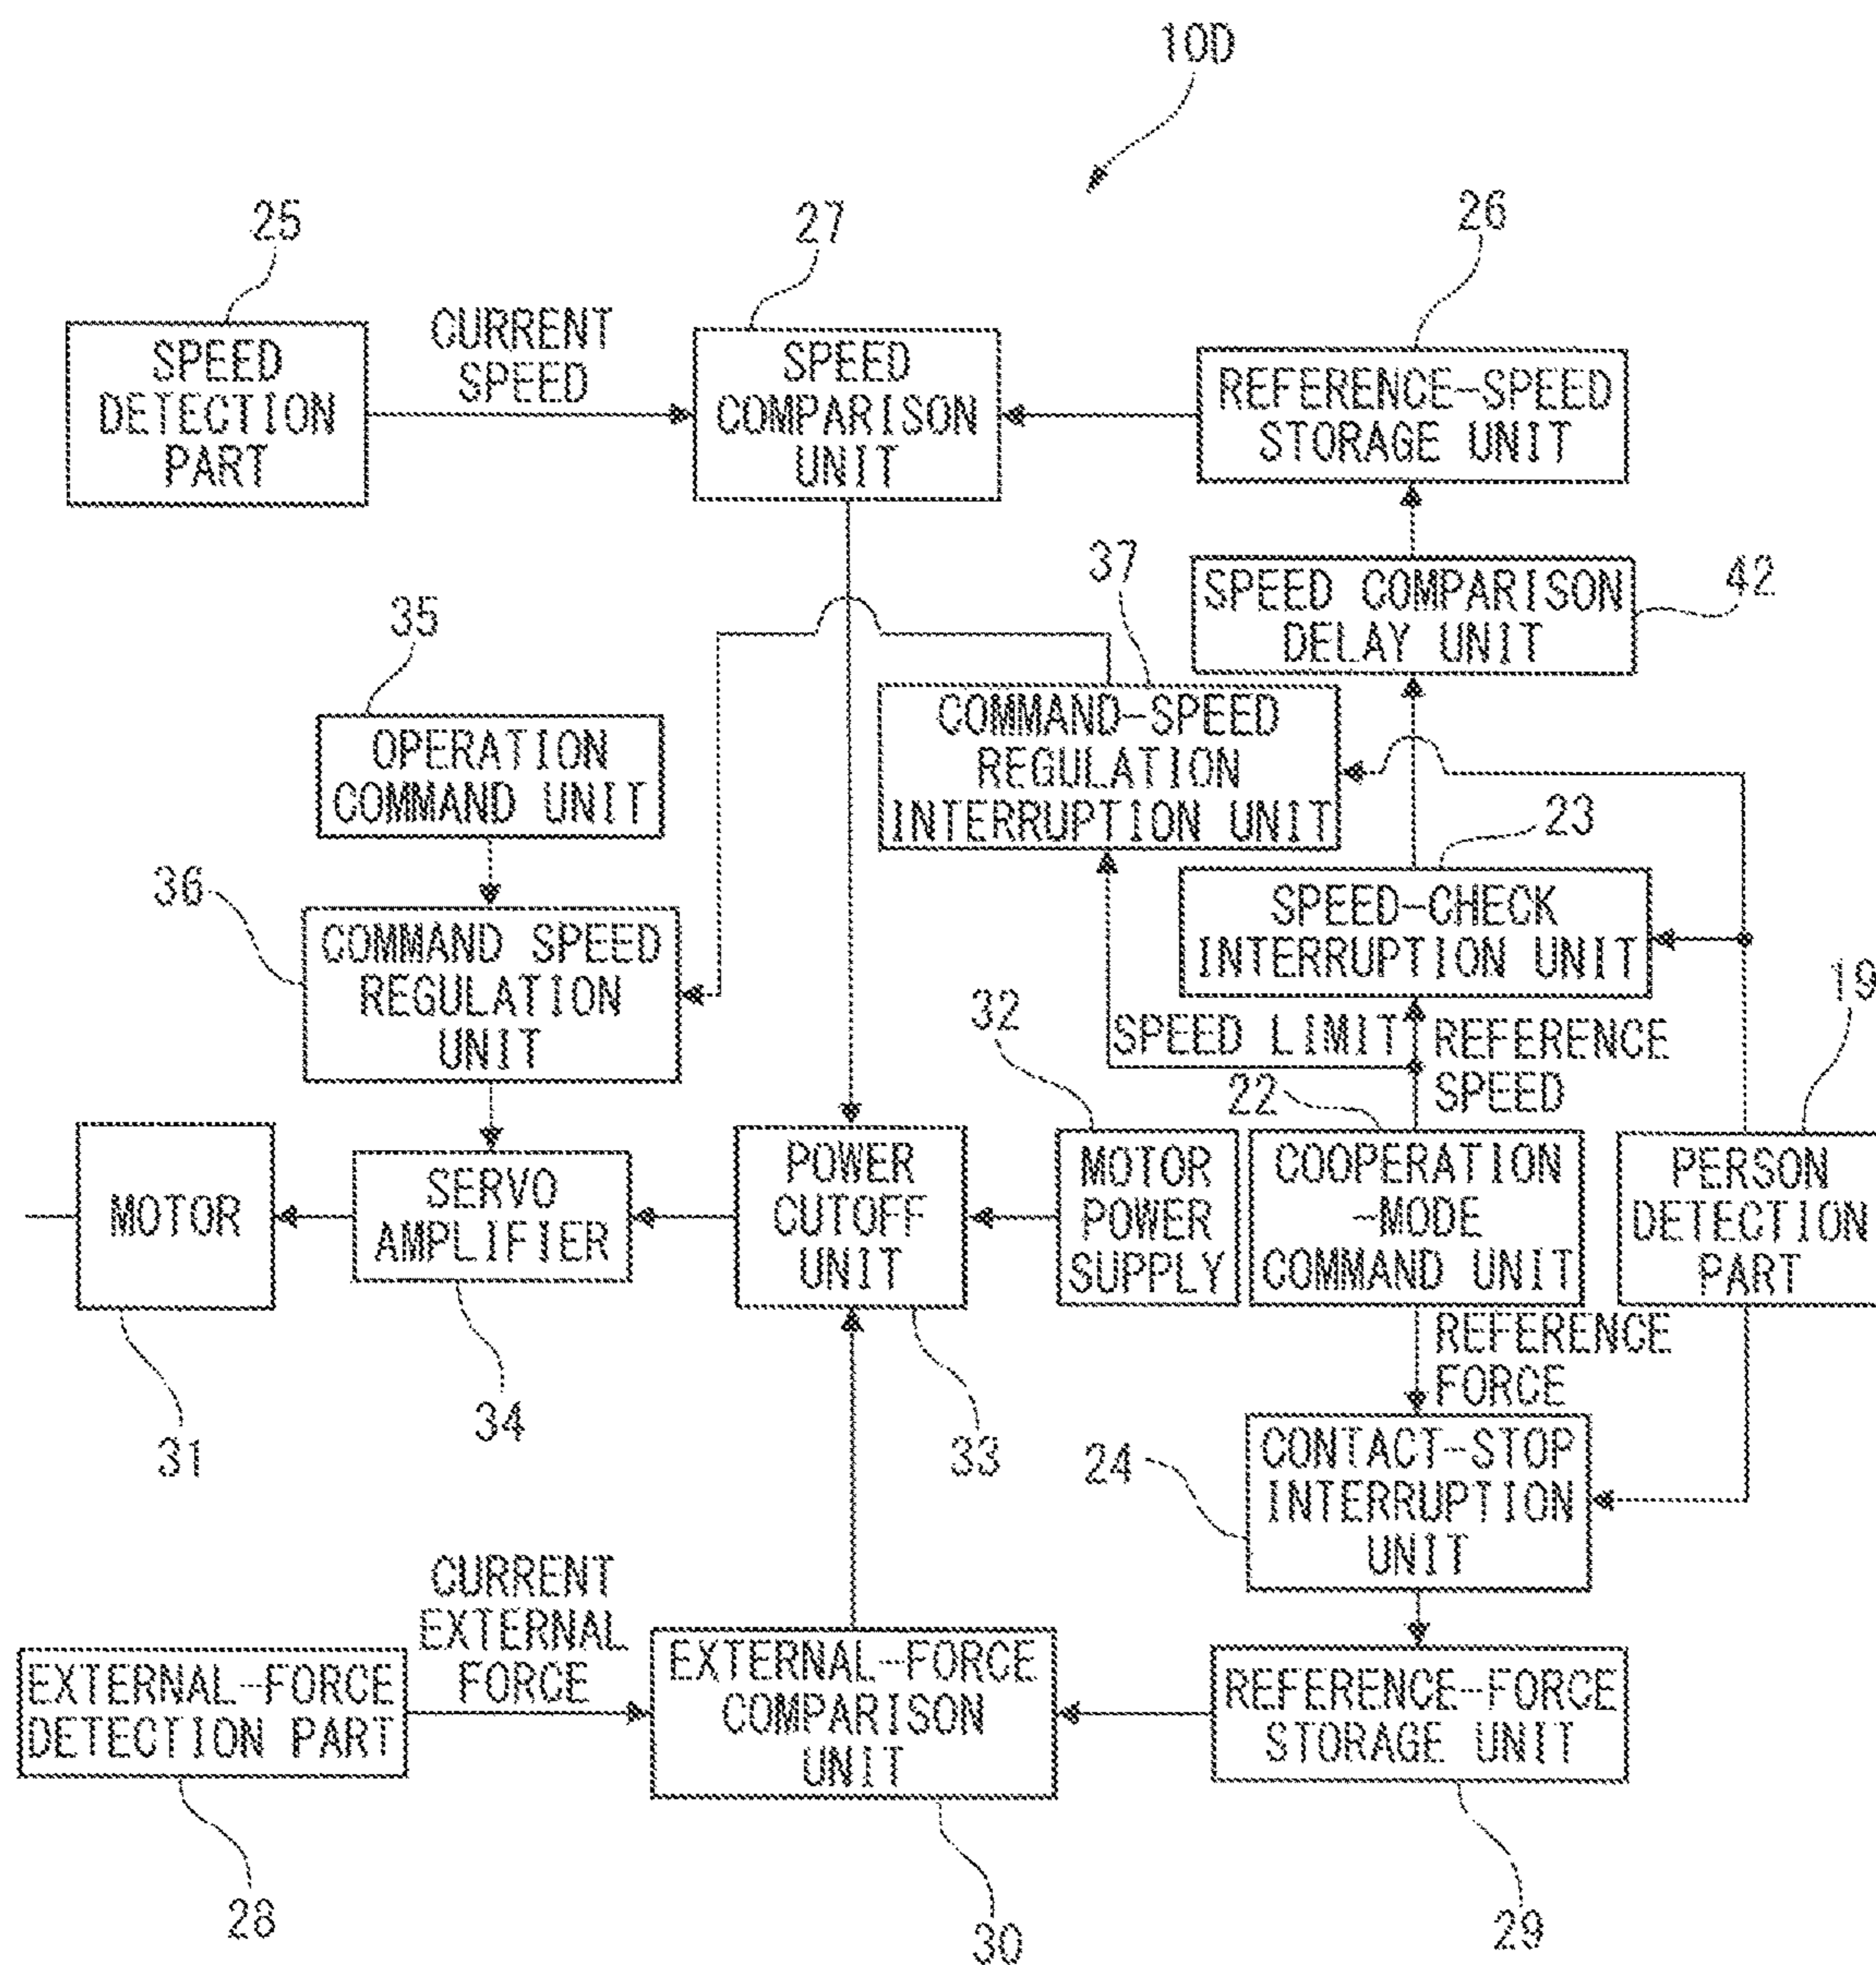 10D
25
27
26
SPEED
DETECTION
PART
CURRENT
SPEED
SPEED
COMPARISON
UNIT
REFERENCE-SPEED
STORAGE UNIT
37
42
SPEED COMPARISON
DELAY UNIT
35
OPERATION
COMMAND UNIT
COMMAND-SPEED
REGULATION
INTERRUPTION UNIT
23
36
COMMAND SPEED
REGULATION
UNIT
SPEED-CHECK
INTERRUPTION UNIT
19
32
SPEED LIMIT
REFERENCE
SPEED
22
MOTOR
SERVO
AMPLIFIER
POWER
CUTOFF
UNIT
MOTOR
POWER
SUPPLY
COOPERATION
-MODE
COMMAND UNIT
PERSON
DETECTION
PART
REFERENCE
FORCE
31
34
33
24
CONTACT-STOP
INTERRUPTION
UNIT
CURRENT
EXTERNAL
FORCE
EXTERNAL-FORCE
DETECTION PART
EXTERNAL-FORCE
COMPARISON
UNIT
REFERENCE-FORCE
STORAGE UNIT
28
30
29